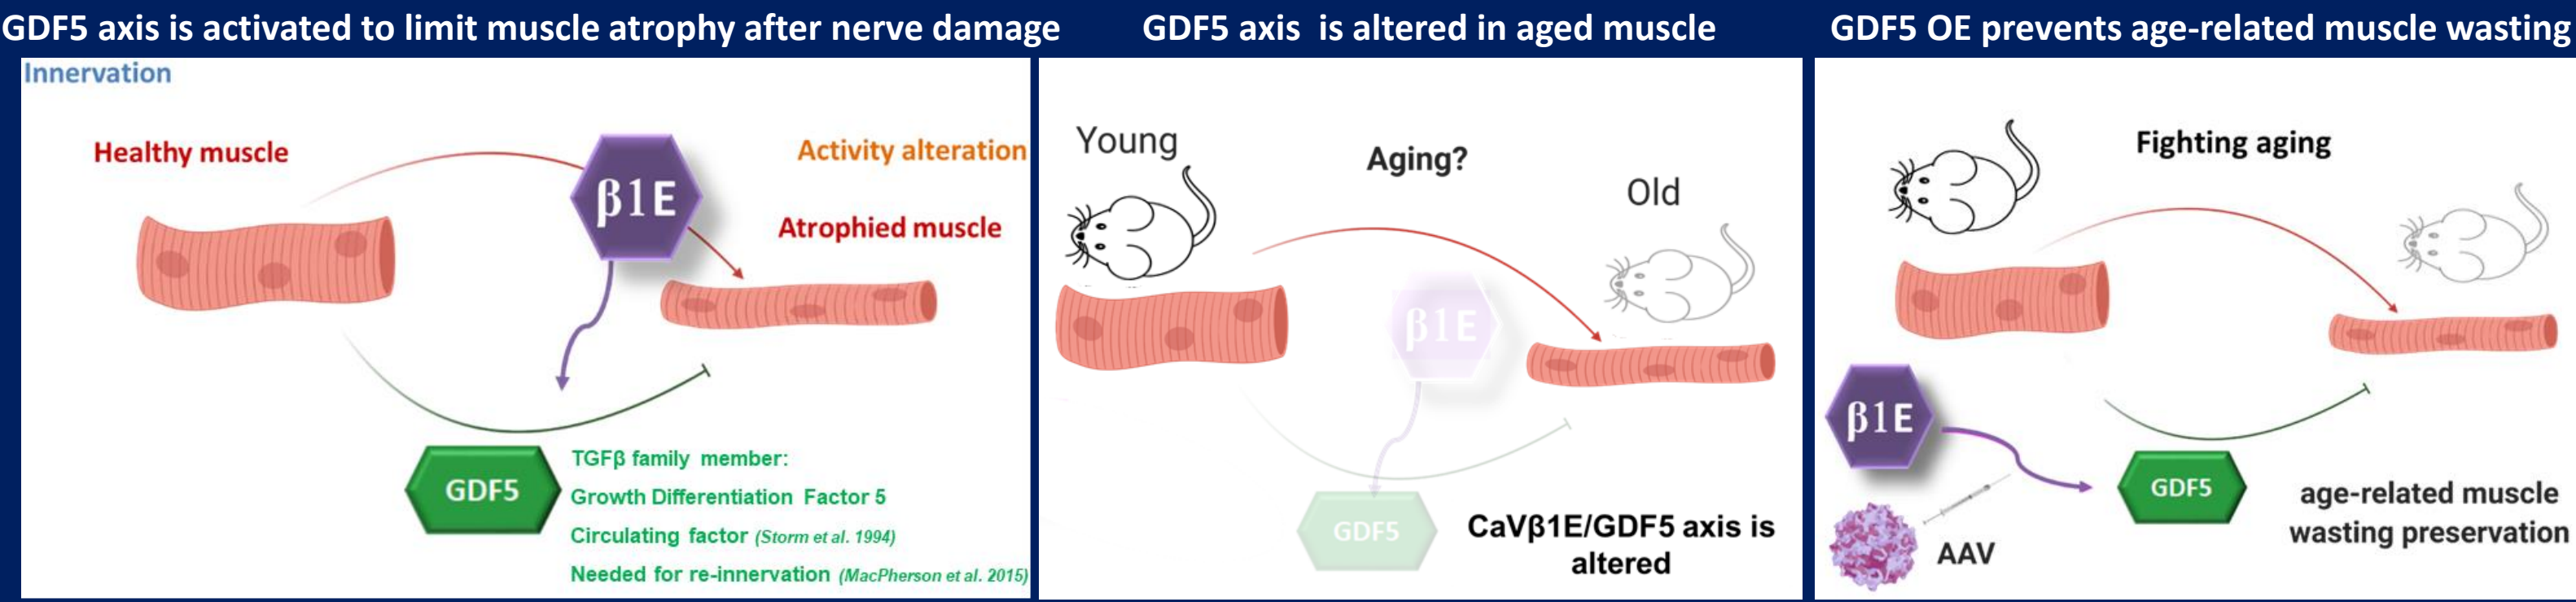 GDF5 axis is activated to limit muscle atrophy after nerve damage
Innervation
Healthy muscle
β1E
Activity alteration
Atrophied muscle
GDF5
TGFβ family member:
Growth Differentiation Factor 5
Circulating factor (Storm et al. 1994)
Needed for re-innervation (MacPherson et al. 2015)
GDF5 axis is altered in aged muscle
Young
Aging?
Old
β1E
GDF5
CaVβ1E/GDF5 axis is
altered
GDF5 OE prevents age-related muscle wasting
Fighting aging
β1E
AAV
GDF5
age-related muscle
wasting preservation